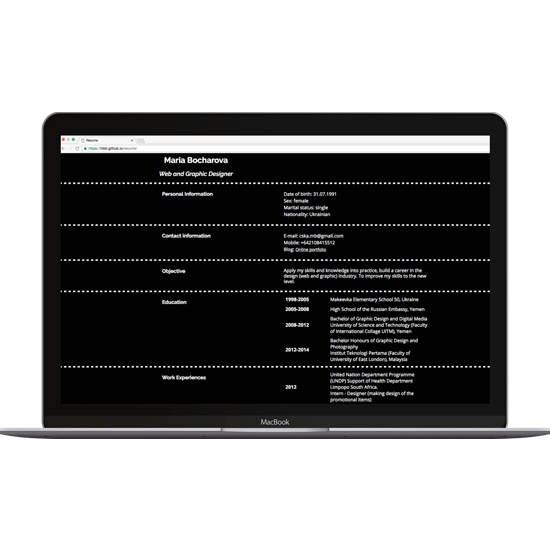 Resume
https://litabt.github.io/resume/
Maria Bocharova
Web and Graphic Designer
Personal Information
Date of birth: 31.07.1991
Sex: female
Marital status: single
Nationality: Ukrainian
Contact Information
E-mail: cska.mb@gmail.com
Mobile: +642108415512
Blog: Online portfolio
Objective
Apply my skills and knowledge into practice, build a career in the
design (web and graphic) industry. To improve my skills to the new
level.
Education
1998-2005 Makeevka Elementary School 50, Ukraine
2005-2008 High School of the Russian Embassy, Yemen
2008-2012
Bachelor of Graphic Design and Digital Media
University of Science and Technology (Faculty
of International Collage UITM), Yemen
2012-2014
Bachelor Honours of Graphic Design and
Photography
Institut Teknologi Pertama (Faculty of
University of East London), Malaysia
Work Experiences
2012
United Nation Department Programme
(UNDP) Support of Health Department
Limpopo South Africa.
Intern - Designer (making design of the
promotional items)
MacBook